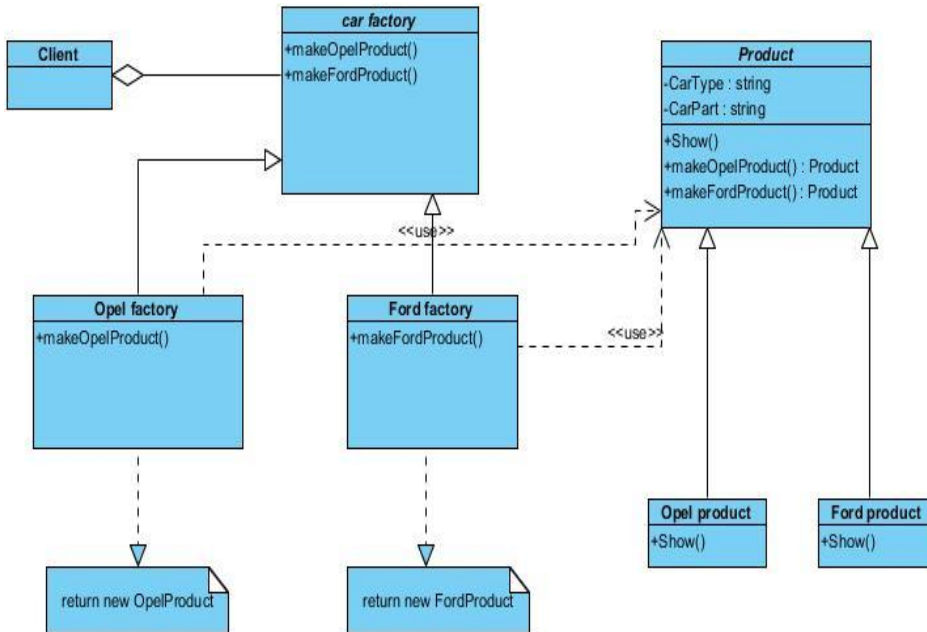 car factory
+makeOpelProduct()
+makeFordProduct()
Client
Product
-CarType : string
-CarPart : string
+Show()
+makeOpelProduct() : Product
+makeFordProduct() : Product
<<use>>
Opel factory
+makeOpelProduct()
Ford factory
+makeFordProduct()
<<use>>
Opel product
+Show()
Ford product
+Show()
return new OpelProduct
return new FordProduct